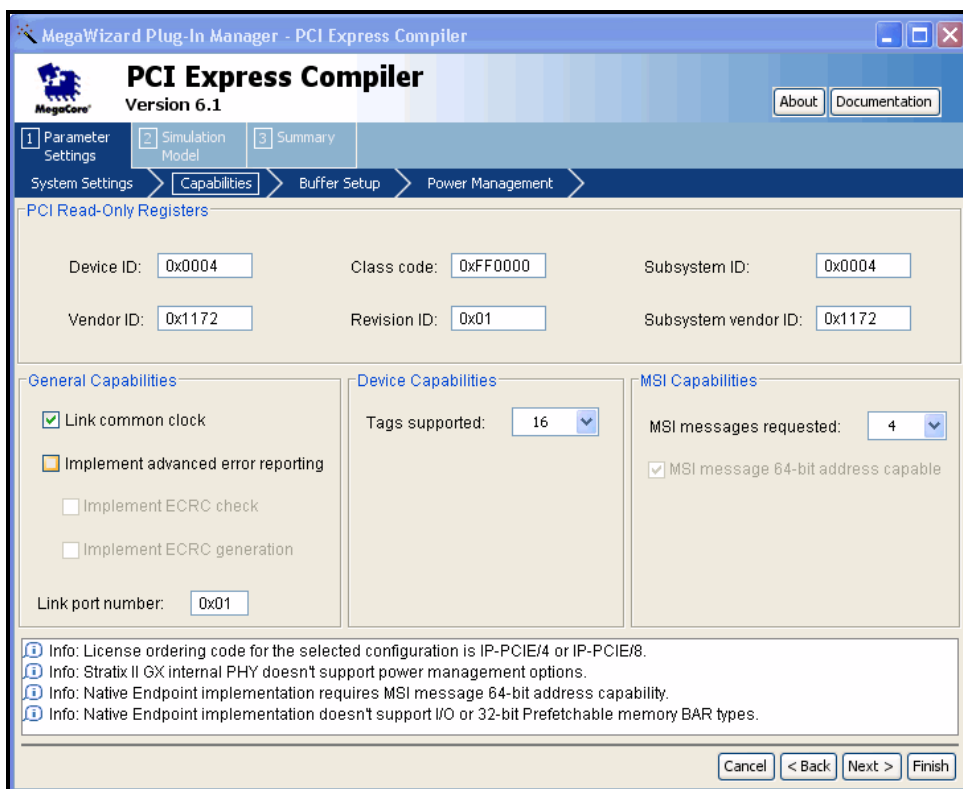 MegaWizard Plug-In Manager - PCI Express Compiler
MegaCore®
PCI Express Compiler
Version 6.1
About
Documentation
1 Parameter Settings
2 Simulation Model
3 Summary
System Settings
Capabilities
Buffer Setup
Power Management
PCI Read-Only Registers
Device ID: 0x0004
Class code: 0xFF0000
Subsystem ID: 0x0004
Vendor ID: 0x1172
Revision ID: 0x01
Subsystem vendor ID: 0x1172
General Capabilities
Link common clock
Implement advanced error reporting
Implement ECRC check
Implement ECRC generation
Link port number: 0x01
Device Capabilities
Tags supported: 16
MSI Capabilities
MSI messages requested: 4
MSI message 64-bit address capable
Info: License ordering code for the selected configuration is IP-PCIE/4 or IP-PCIE/8.
Info: Stratix II GX internal PHY doesn't support power management options.
Info: Native Endpoint implementation requires MSI message 64-bit address capability.
Info: Native Endpoint implementation doesn't support I/O or 32-bit Prefetchable memory BAR types.
Cancel
< Back
Next >
Finish